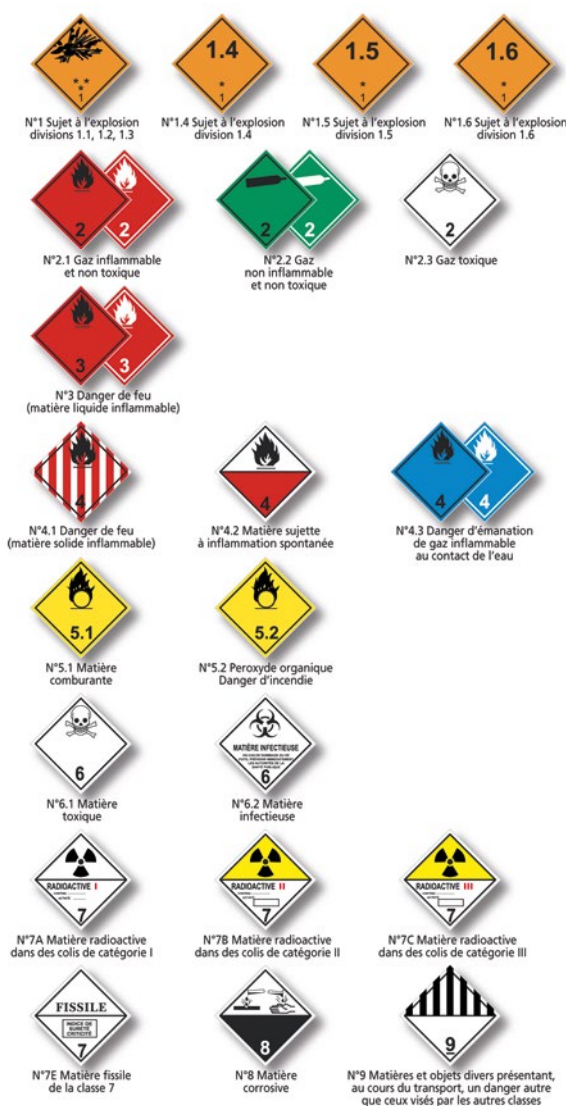 * *
*
1
1.4
*
1
1.5
*
1
1.6
*
1
N°1 Sujet à l'explosion
divisions 1.1, 1.2, 1.3
N°1.4 Sujet à l'explosion
division 1.4
N°1.5 Sujet à l'explosion
division 1.5
N°1.6 Sujet à l'explosion
division 1.6
2
2
2
2
N°2.1 Gaz inflammable
et non toxique
N°2.2 Gaz
non inflammable
et non toxique
N°2.3 Gaz toxique
3
3
N°3 Danger de feu
(matière liquide inflammable)
4
4
4
4
N°4.1 Danger de feu
(matière solide inflammable)
N°4.2 Matière sujette
à inflammation spontanée
N°4.3 Danger d'émanation
de gaz inflammable
au contact de l'eau
5.1
5.2
N°5.1 Matière
comburante
N°5.2 Peroxyde organique
Danger d'incendie
6
MATIÈRE INFECTIEUSE
6
N°6.1 Matière
toxique
N°6.2 Matière
infectieuse
RADIOACTIVE I
7
RADIOACTIVE II
7
RADIOACTIVE III
7
N°7A Matière radioactive
dans des colis de catégorie I
N°7B Matière radioactive
dans des colis de catégorie II
N°7C Matière radioactive
dans des colis de catégorie III
FISSILE
INDICE DE
SURETÉ
CRITICITÉ
7
8
9
N°7E Matière fissile
de la classe 7
N°8 Matière
corrosive
N°9 Matières et objets divers présentant,
au cours du transport, un danger autre
que ceux visés par les autres classes